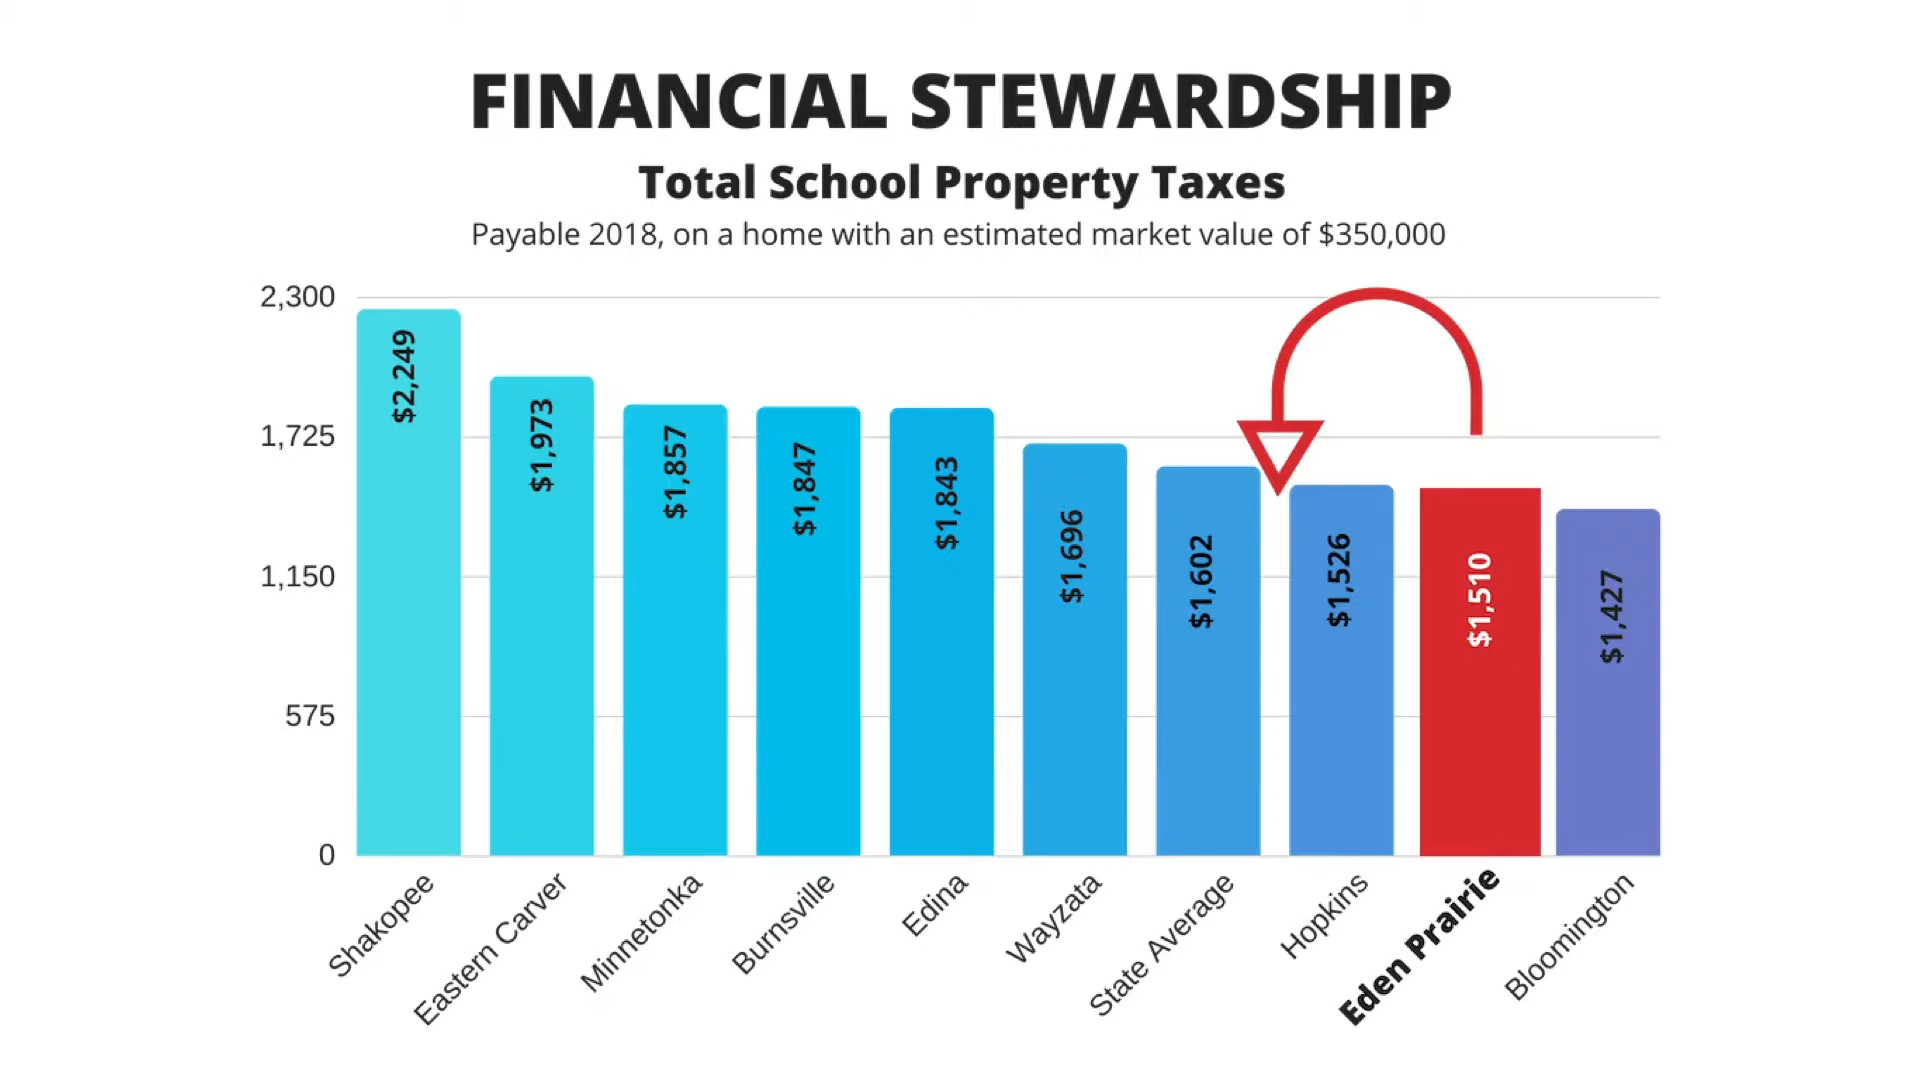 FINANCIAL STEWARDSHIP
Total School Property Taxes
Payable 2018, on a home with an estimated market value of $350,000
2,300
1,725
1,150
575
0
$2,249
$1,973
$1,857
$1,847
$1,843
$1,696
$1,602
$1,526
$1,510
$1,427
Shakopee
Eastern Carver
Minnetonka
Burnsville
Edina
Wayzata
State Average
Hopkins
Eden Prairie
Bloomington